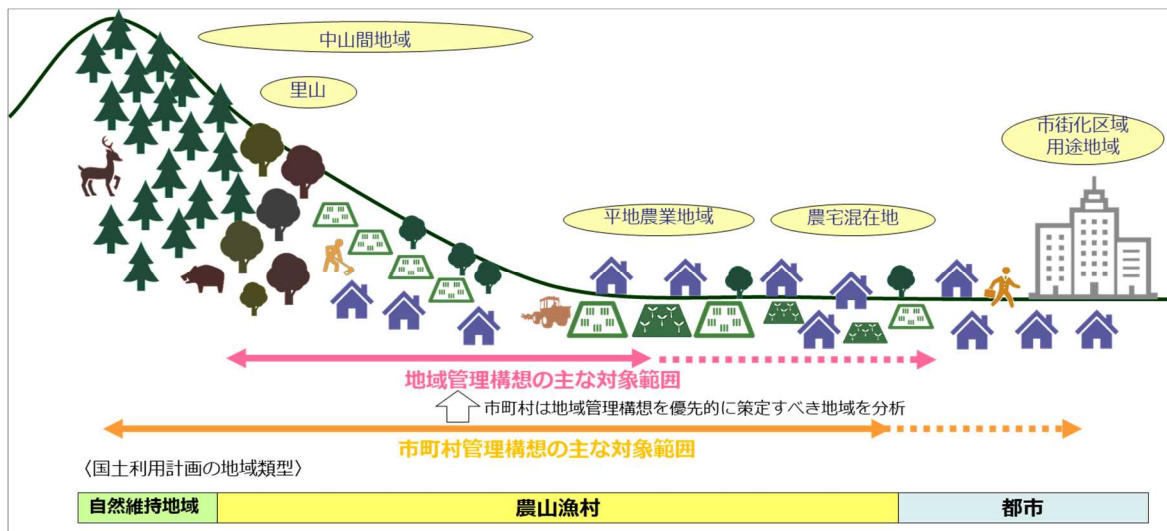 中山間地域
里山
市街化区域
用途地域
平地農業地域
農宅混在地
地域管理構想の主な対象範囲
市町村は地域管理構想を優先的に策定すべき地域を分析
市町村管理構想の主な対象範囲
〈国土利用計画の地域類型〉
自然維持地域
農山漁村
都市